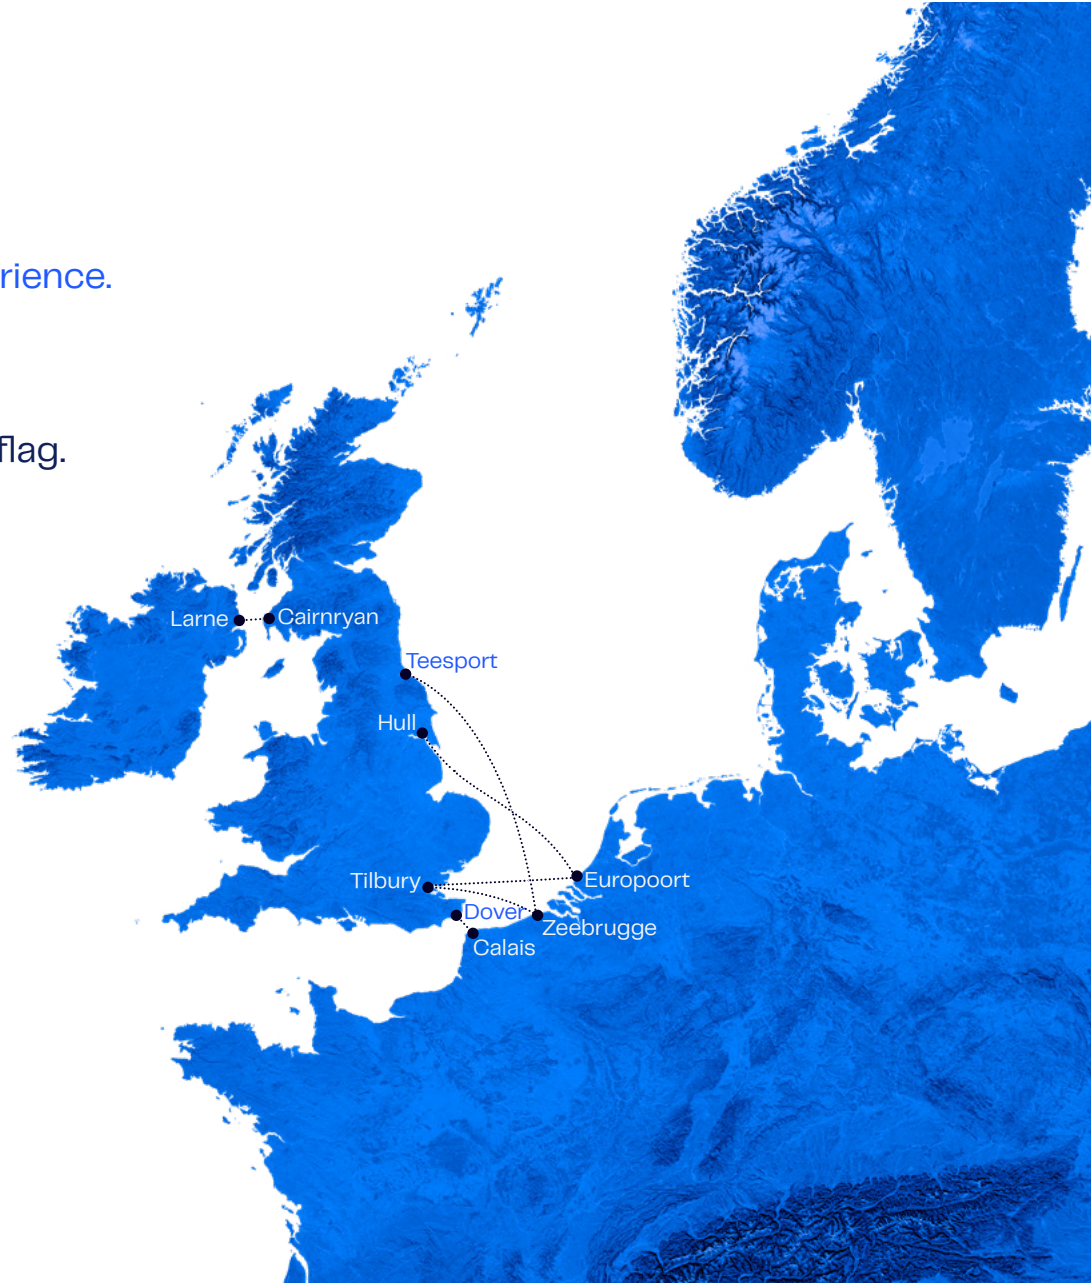 rience.
flag.
Larne
Cairnryan
Teesport
Hull
Tilbury
Europoort
Dover
Zeebrugge
Calais